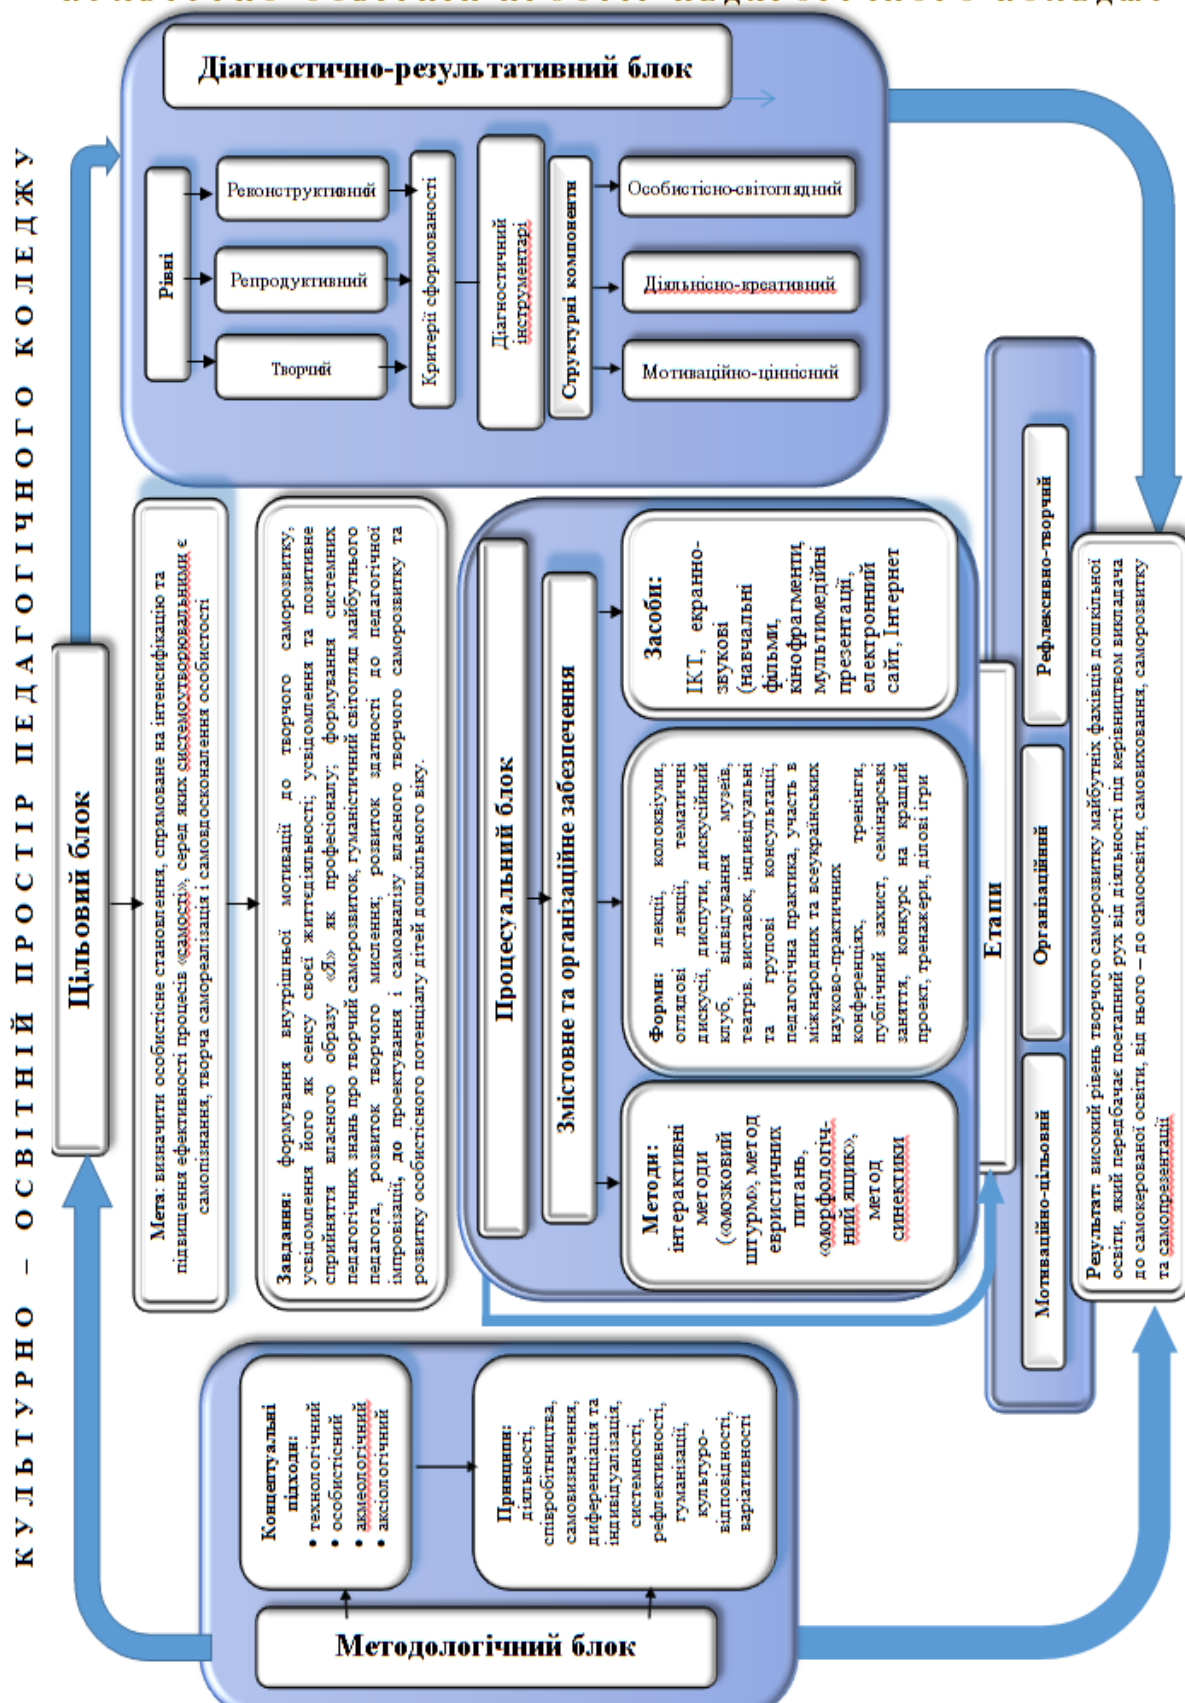 КУЛЬТУРНО – ОСВІТНІЙ ПРОСТІР ПЕДАГОГІЧНОГО КОЛЕДЖУ
Цільовий блок
Мета: визначити особистісне становлення, спрямоване на інтенсифікацію та
підвищення ефективності процесів «самості», серед яких системоутворювальними є
самопізнання, творча самореалізація і самовдосконалення особистості
Завдання: формування внутрішньої мотивації до творчого саморозвитку,
усвідомлення його як сенсу своєї життєдіяльності; усвідомлення та позитивне
сприйняття власного образу «Я» як професіоналу; формування системних
педагогічних знань про творчий саморозвиток, гуманістичний світогляд майбутнього
педагога, розвиток творчого мислення; розвиток здатності до педагогічної
імпровізації, до проектування і самоаналізу власного творчого саморозвитку та
розвитку особистісного потенціалу дітей дошкільного віку.
Методологічний блок
Концептуальні
підходи:
• технологічний
• особистісний
• акмеологічний
• аксіологічний
Принципи:
діяльності,
співробітництва,
самовизначення,
диференціація та
індивідуалізація,
системності,
рефлективності,
гуманізації,
культуро-
відповідності,
варіативності
Процесуальний блок
Змістовне та організаційне забезпечення
Методи:
інтерактивні
методи
(«мозковий
штурм», метод
евристичних
питань,
«морфологіч-
ний ящик»,
метод
синектики
Форми: лекції, колоквіуми,
оглядові лекції, тематичні
дискусії, диспути, дискусійний
клуб, відвідування музеїв,
театрів, виставок, індивідуальні
та групові консультації,
педагогічна практика, участь в
міжнародних та всеукраїнських
науково-практичних
конференціях, тренінги,
публічний захист, семінарські
заняття, конкурс на кращий
проект, тренажери, ділові ігри
Засоби:
ІКТ, екранно-
звукові
(навчальні
фільми,
кінофрагменти,
мультимедійні
презентації,
електронний
сайт, Інтернет
Етапи
Мотиваційно-цільовий
Організаційний
Рефлексивно-творчий
Діагностично-результативний блок
Рівні
Творчий
Репродуктивний
Реконструктивний
Критерії сформованості
Діагностичний
інструментарі
Структурні компоненти
Мотиваційно-ціннісний
Діяльнісно-креативний
Особистісно-світоглядний
Результат: високий рівень творчого саморозвитку майбутніх фахівців дошкільної
освіти, який передбачає поетапний рух від діяльності під керівництвом викладача
до самокерованої освіти, від нього – до самоосвіти, самовиховання, саморозвитку
та самопрезентації